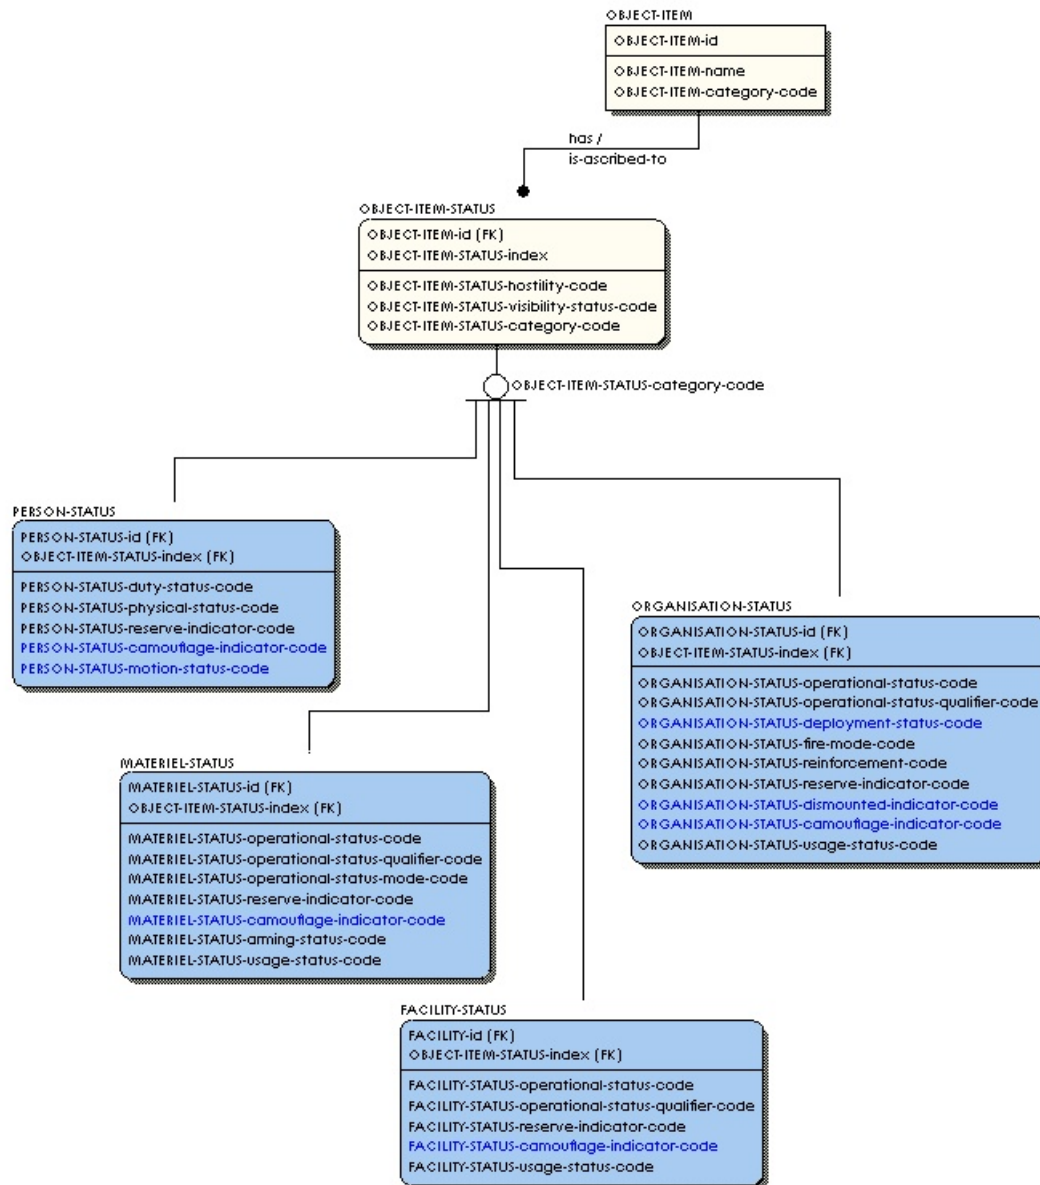 OBJECT-ITEM
OBJECT-ITEM-id
OBJECT-ITEM-name
OBJECT-ITEM-category-code
has /
is-ascribed-to
OBJECT-ITEM-STATUS
OBJECT-ITEM-id (FK)
OBJECT-ITEM-STATUS-index
OBJECT-ITEM-STATUS-hostility-code
OBJECT-ITEM-STATUS-visibility-status-code
OBJECT-ITEM-STATUS-category-code
OBJECT-ITEM-STATUS-category-code
PERSON-STATUS
PERSON-STATUS-id (FK)
OBJECT-ITEM-STATUS-index (FK)
PERSON-STATUS-duty-status-code
PERSON-STATUS-physical-status-code
PERSON-STATUS-reserve-indicator-code
PERSON-STATUS-camouflage-indicator-code
PERSON-STATUS-motion-status-code
ORGANISATION-STATUS
ORGANISATION-STATUS-id (FK)
OBJECT-ITEM-STATUS-index (FK)
ORGANISATION-STATUS-operational-status-code
ORGANISATION-STATUS-operational-status-qualifier-code
ORGANISATION-STATUS-deployment-status-code
ORGANISATION-STATUS-fire-mode-code
ORGANISATION-STATUS-reinforcement-code
ORGANISATION-STATUS-reserve-indicator-code
ORGANISATION-STATUS-dismounted-indicator-code
ORGANISATION-STATUS-camouflage-indicator-code
ORGANISATION-STATUS-usage-status-code
MATERIEL-STATUS
MATERIEL-STATUS-id (FK)
OBJECT-ITEM-STATUS-index (FK)
MATERIEL-STATUS-operational-status-code
MATERIEL-STATUS-operational-status-qualifier-code
MATERIEL-STATUS-operational-status-mode-code
MATERIEL-STATUS-reserve-indicator-code
MATERIEL-STATUS-camouflage-indicator-code
MATERIEL-STATUS-arming-status-code
MATERIEL-STATUS-usage-status-code
FACILITY-STATUS
FACILITY-id (FK)
OBJECT-ITEM-STATUS-index (FK)
FACILITY-STATUS-operational-status-code
FACILITY-STATUS-operational-status-qualifier-code
FACILITY-STATUS-reserve-indicator-code
FACILITY-STATUS-camouflage-indicator-code
FACILITY-STATUS-usage-status-code